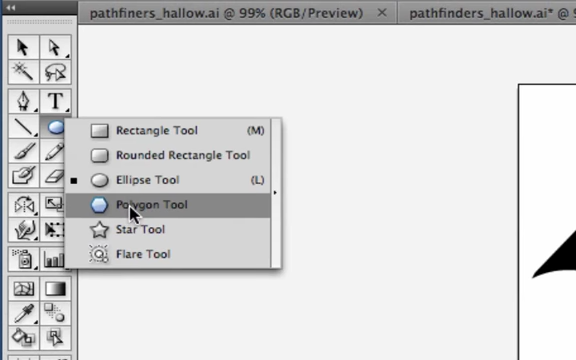 pathfiners_hallow.ai @ 99% (RGB/Preview)
pathfinders_hallow.ai* @
T
Rectangle Tool (M)
Rounded Rectangle Tool
Ellipse Tool (L)
Polygon Tool
Star Tool
Flare Tool